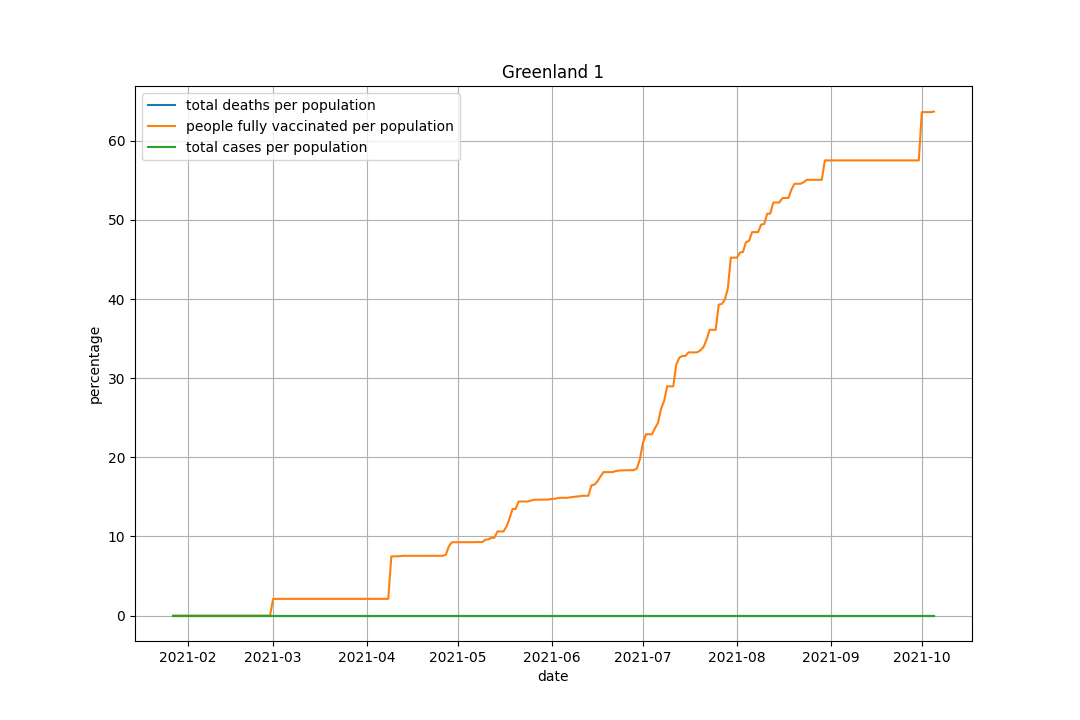 Greenland 1
total deaths per population
people fully vaccinated per population
total cases per population
60
50
40
30
20
10
0
percentage
2021-02 2021-03 2021-04 2021-05 2021-06 2021-07 2021-08 2021-09 2021-10
date